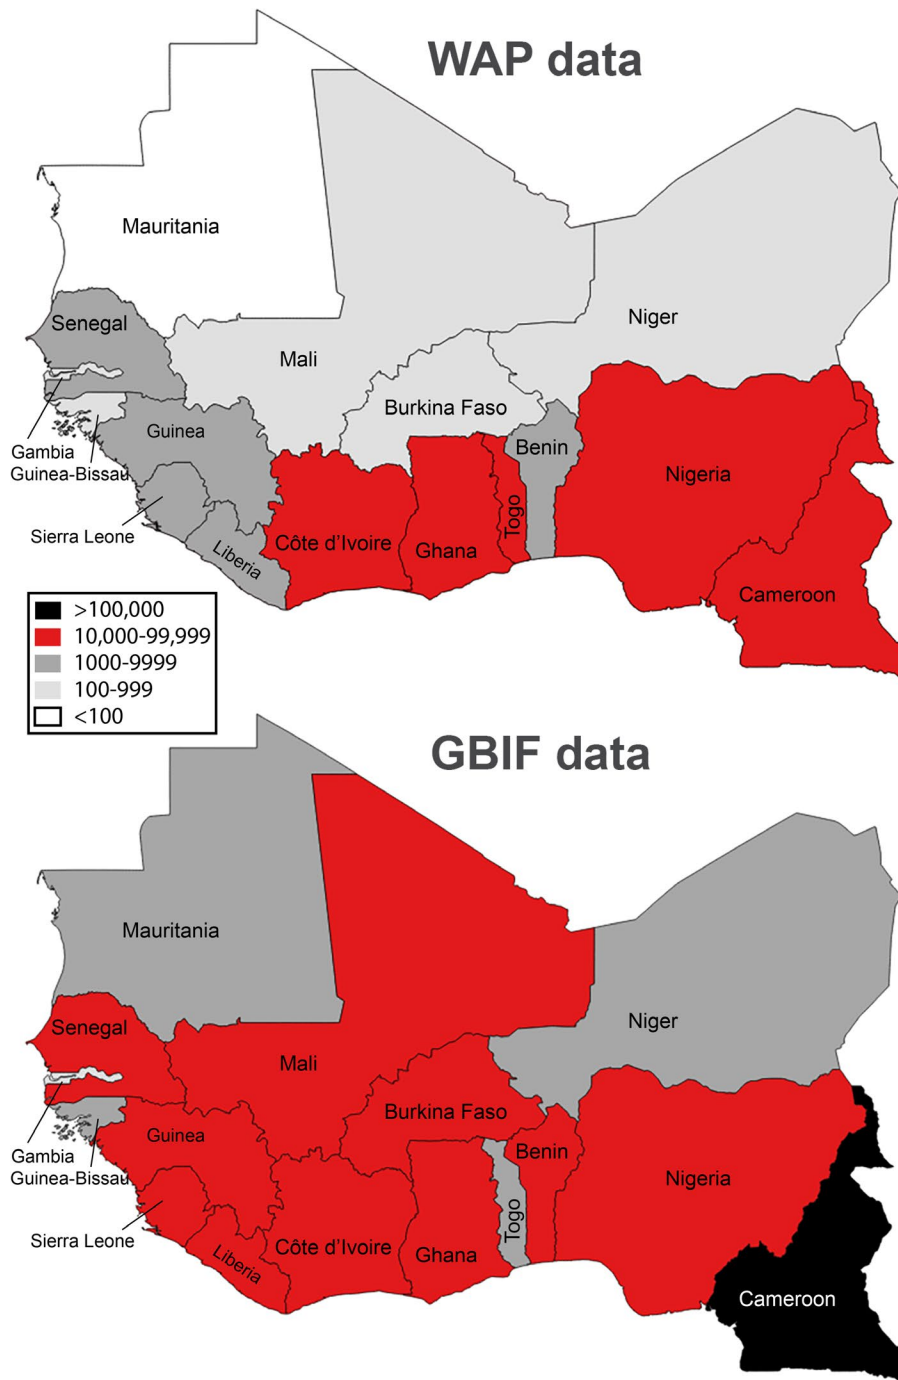 WAP data
Mauritania
Senegal
Niger
Mali
Burkina Faso
Guinea
Benin
Gambia
Guinea-Bissau
Nigeria
Togo
Sierra Leone
Côte d'Ivoire
Ghana
Liberia
Cameroon
>100,000
10,000-99,999
1000-9999
100-999
<100
GBIF data
Mauritania
Niger
Senegal
Mali
Burkina Faso
Guinea
Benin
Gambia
Guinea-Bissau
Nigeria
Togo
Sierra Leone
Côte d'Ivoire
Ghana
Liberia
Cameroon